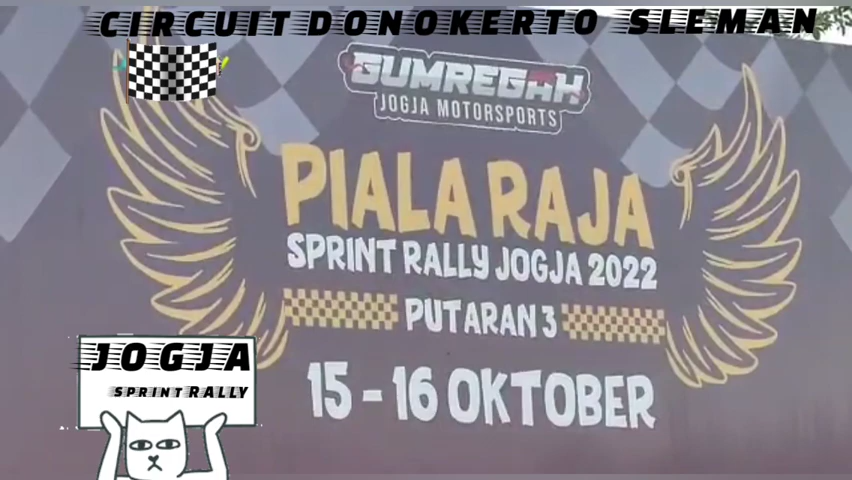 CIRCUIT DONOKERTO SLEMAN
GUMREGAH
JOGJA MOTORSPORTS
PIALA RAJA
SPRINT RALLY JOGJA 2022
PUTARAN 3
15 - 16 OKTOBER
JOGJA
SPRINT RALLY